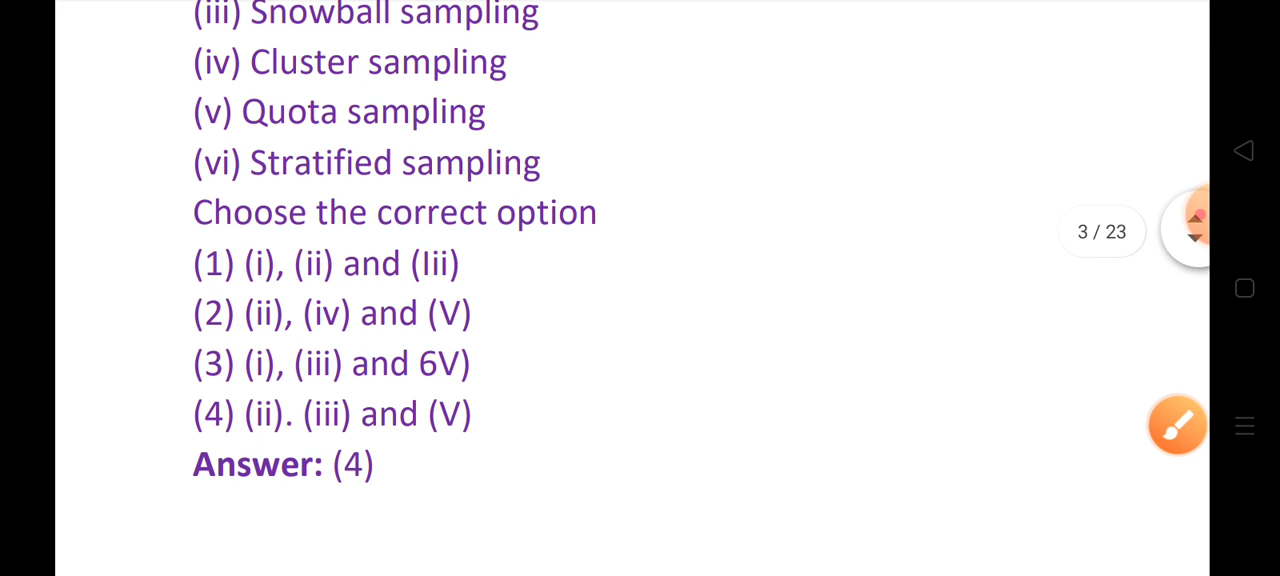 (iii) Snowball sampling
(iv) Cluster sampling
(v) Quota sampling
(vi) Stratified sampling
Choose the correct option
(1) (i), (ii) and (Iii)
(2) (ii), (iv) and (V)
(3) (i), (iii) and 6V)
(4) (ii). (iii) and (V)
Answer: (4)
3 / 23